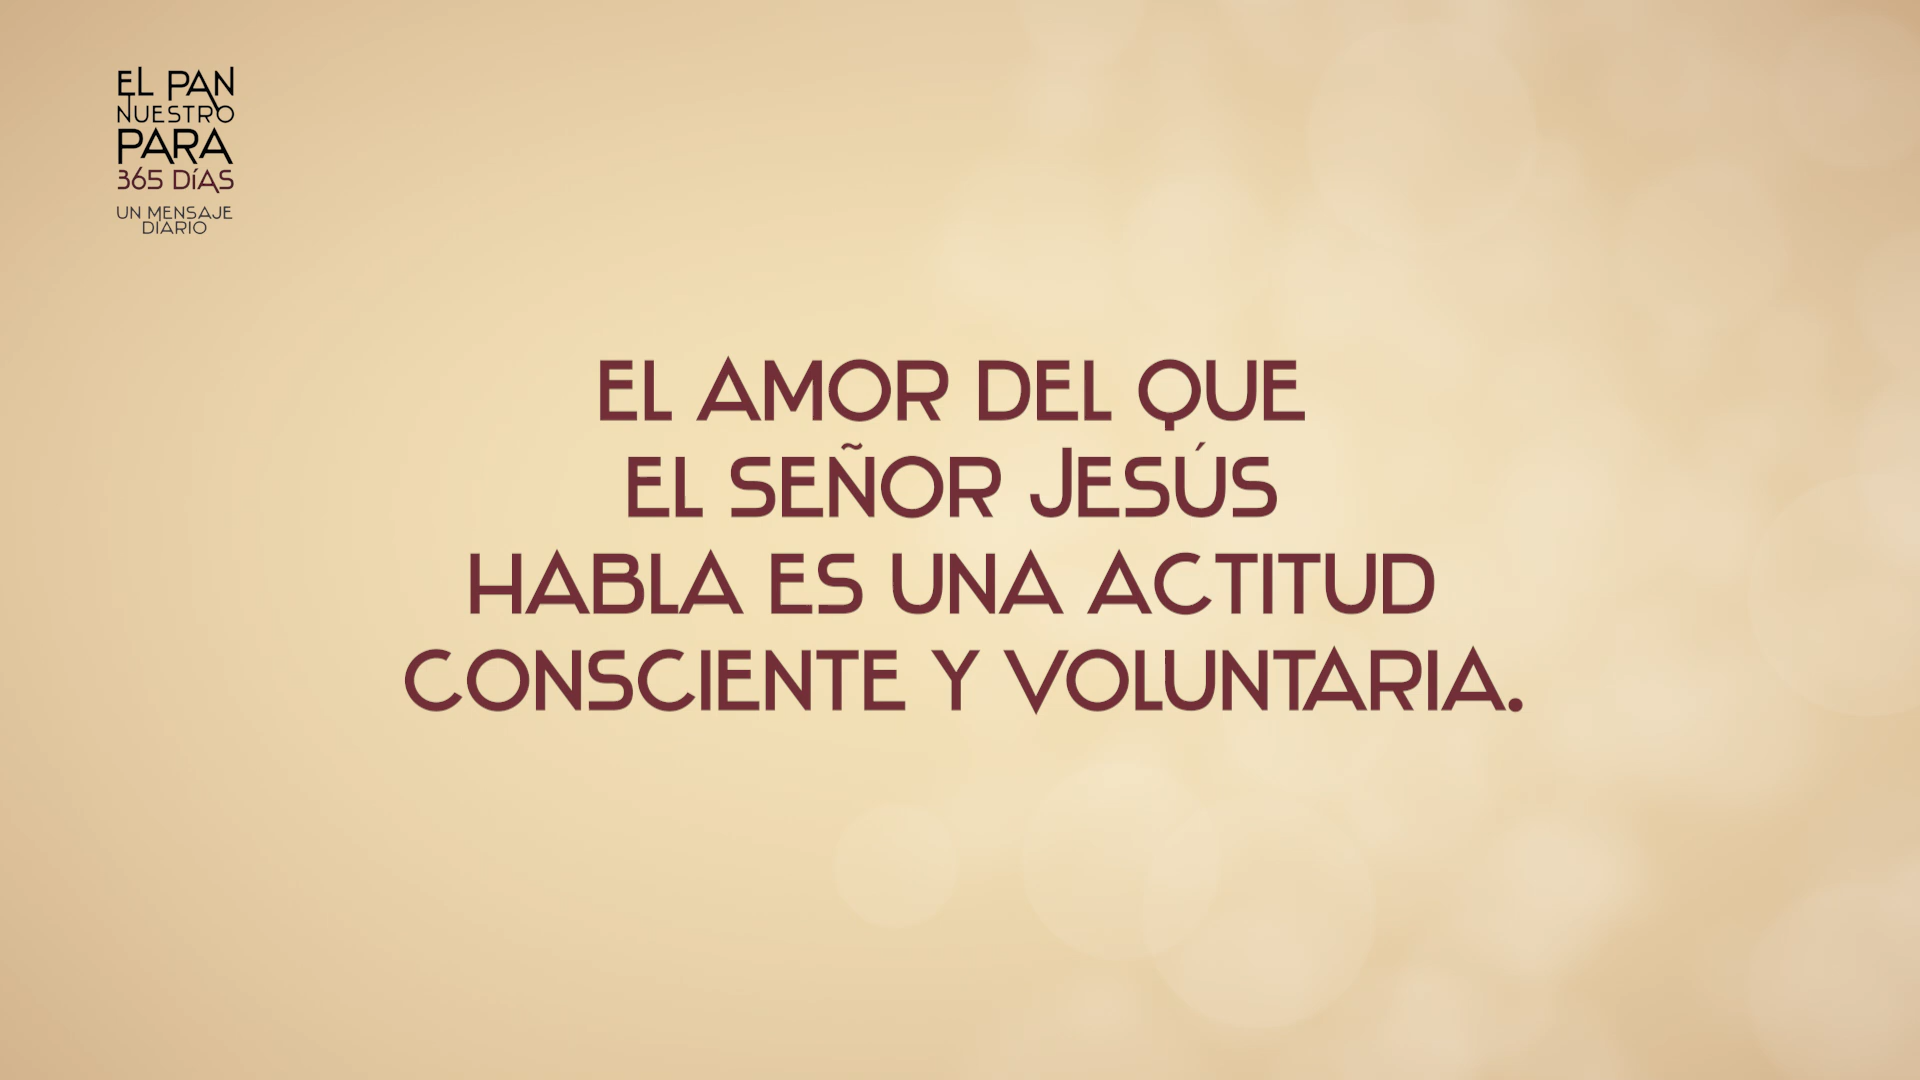 EL PAN
NUESTRO
PARA
365 DÍAS
UN MENSAJE
DIARIO
EL AMOR DEL QUE
EL SEÑOR JESÚS
HABLA ES UNA ACTITUD
CONSCIENTE Y VOLUNTARIA.